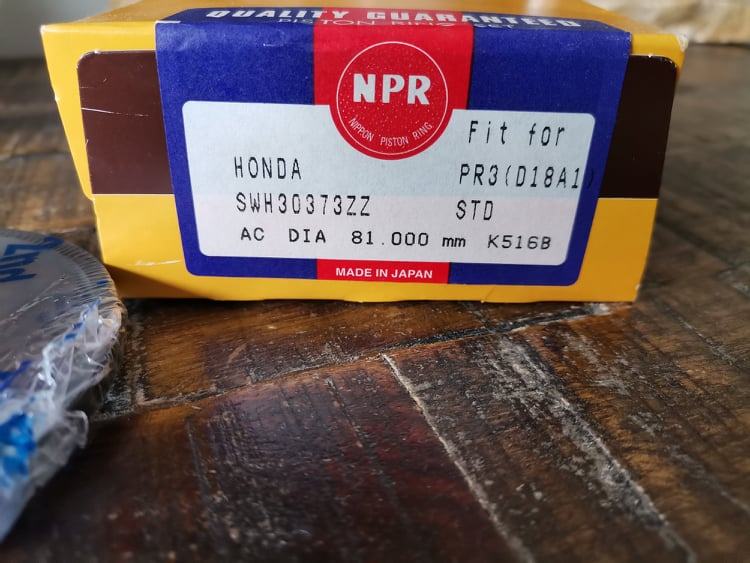 QUALITY GUARANTEED
PISTON RING SET
NPR
NIPPON PISTON RING
Fit for
HONDA PR3(D18A1)
SWH30373ZZ STD
AC DIA 81.000 mm K516B
MADE IN JAPAN
2nd